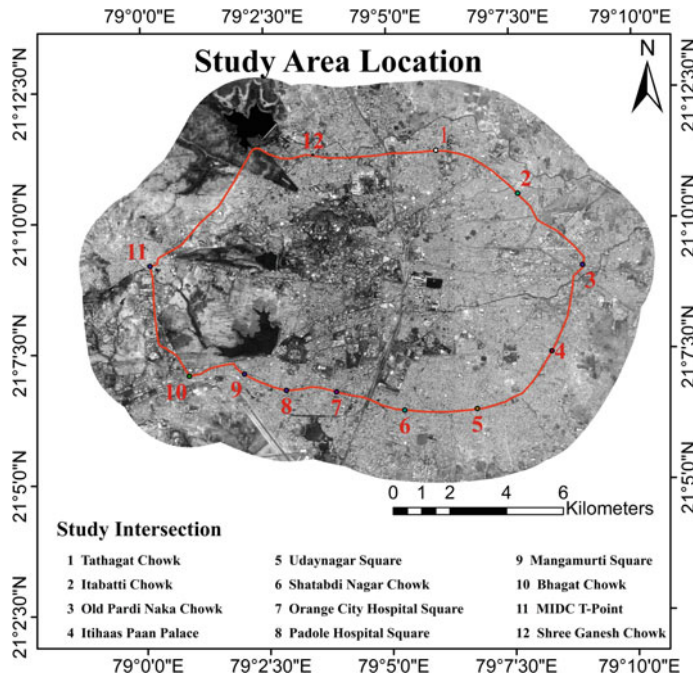 79°0'0"E 79°2'30"E 79°5'0"E 79°7'30"E 79°10'0"E
Study Area Location
N
21°12'30"N 21°12'30"N
12 1
2
21°10'0"N 21°10'0"N
11 3
21°7'30"N 21°7'30"N
4
10 9 8 7 6 5
21°5'0"N 21°5'0"N
0 1 2 4 6
Kilometers
Study Intersection
1 Tathagat Chowk 5 Udaynagar Square 9 Mangamurti Square
2 Itabatti Chowk 6 Shatabdi Nagar Chowk 10 Bhagat Chowk
3 Old Pardi Naka Chowk 7 Orange City Hospital Square 11 MIDC T-Point
4 Itihaas Paan Palace 8 Padole Hospital Square 12 Shree Ganesh Chowk
21°2'30"N 21°2'30"N
79°0'0"E 79°2'30"E 79°5'0"E 79°7'30"E 79°10'0"E